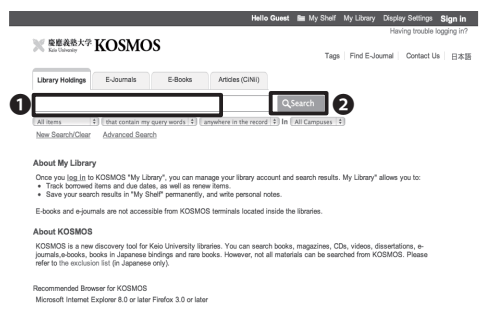 Hello Guest My Shelf My Library Display Settings Sign in
Having trouble logging in?
慶應義塾大学 KOSMOS
Keio University
Tags Find E-Journal Contact Us 日本語
Library Holdings E-Journals E-Books Articles (CiNii)
1 Search 2
All items that contain my query words anywhere in the record In All Campuses
New Search/Clear Advanced Search
About My Library
Once you log in to KOSMOS "My Library", you can manage your library account and search results. My Library" allows you to:
• Track borrowed items and due dates, as well as renew items.
• Save your search results in "My Shelf" permanently, and write personal notes.
E-books and e-journals are not accessible from KOSMOS terminals located inside the libraries.
About KOSMOS
KOSMOS is a new discovery tool for Keio University libraries. You can search books, magazines, CDs, videos, dissertations, e-
journals,e-books, books in Japanese bindings and rare books. However, not all materials can be searched from KOSMOS. Please
refer to the exclusion list (in Japanese only).
Recommended Browser for KOSMOS
Microsoft Internet Explorer 8.0 or later Firefox 3.0 or later